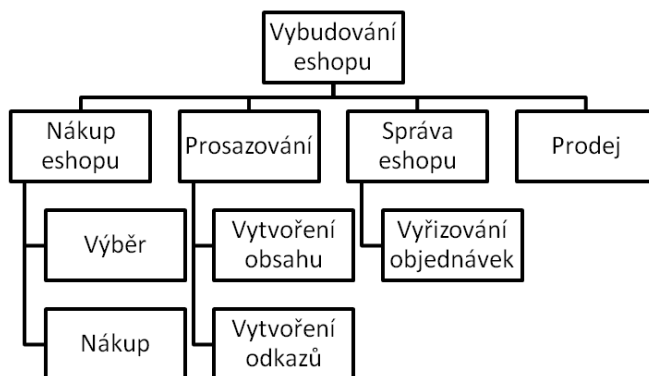 Vybudování
eshopu
Nákup
eshopu
Prosazování
Správa
eshopu
Prodej
Výběr
Vytvoření
obsahu
Vyřizování
objednávek
Nákup
Vytvoření
odkazů